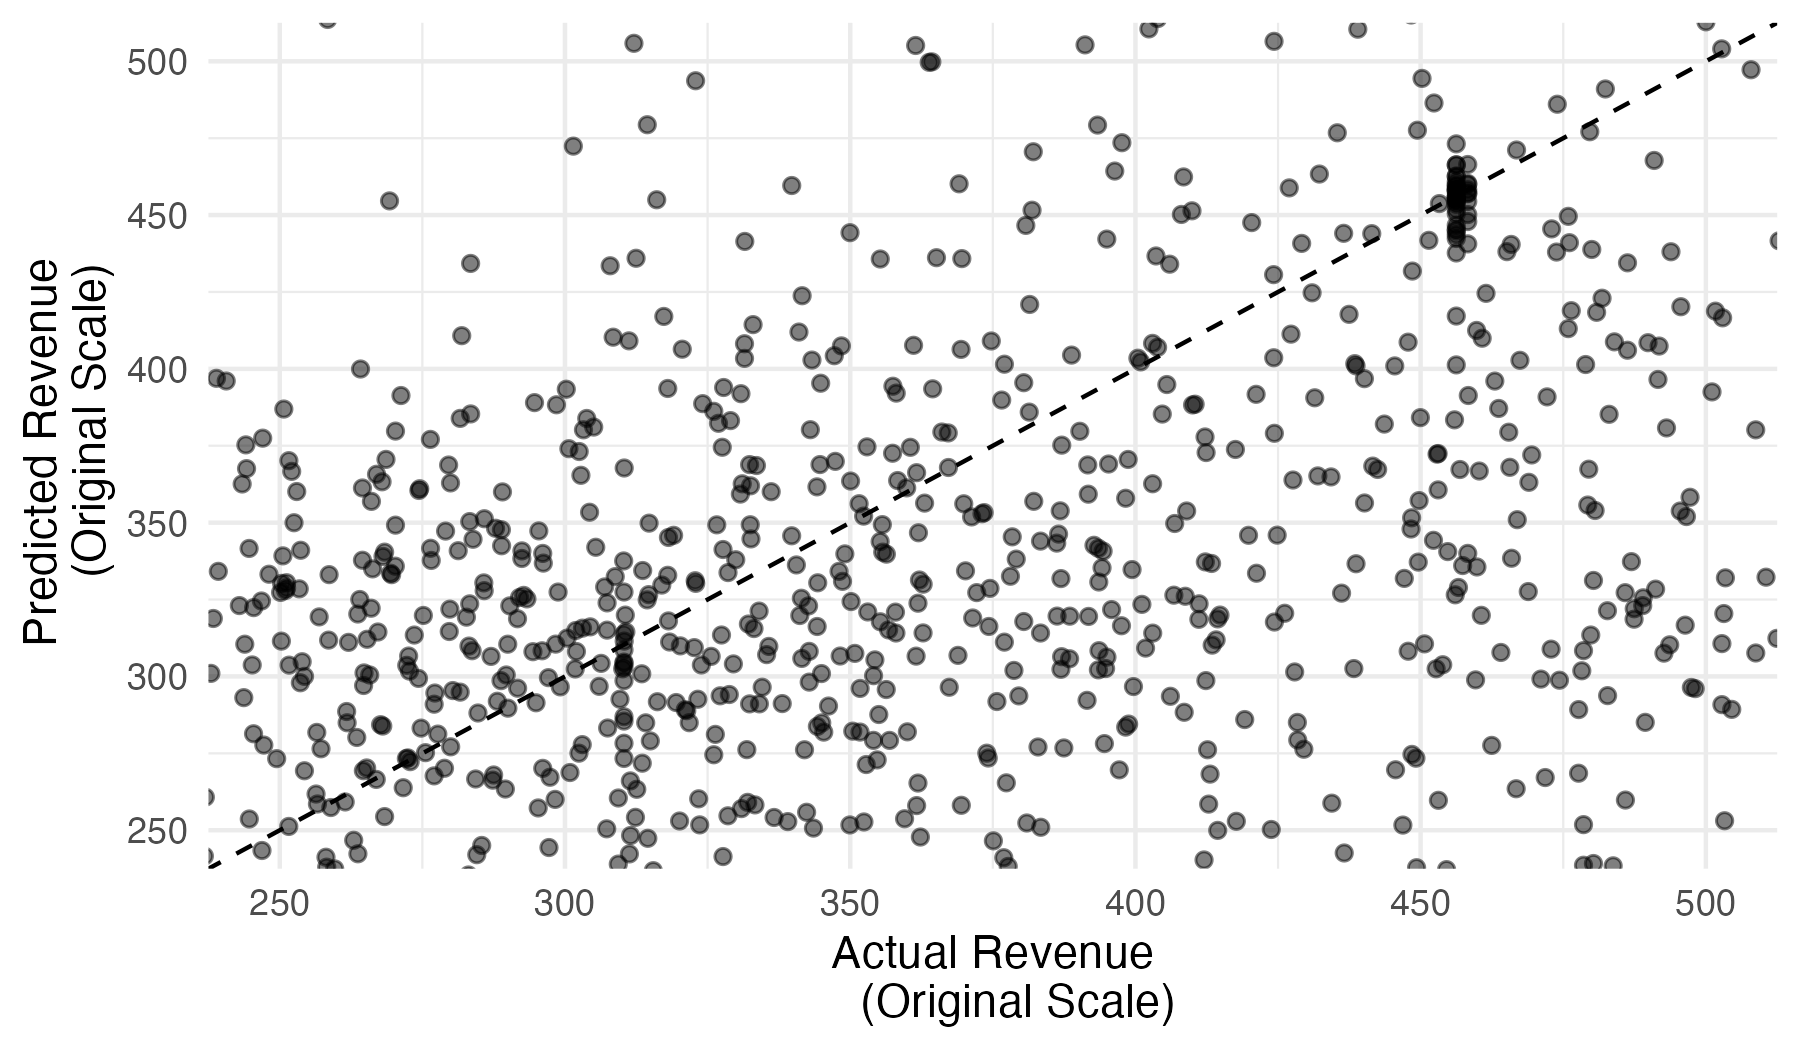 Predicted Revenue
(Original Scale)
500
450
400
350
300
250
250 300 350 400 450 500
Actual Revenue
(Original Scale)